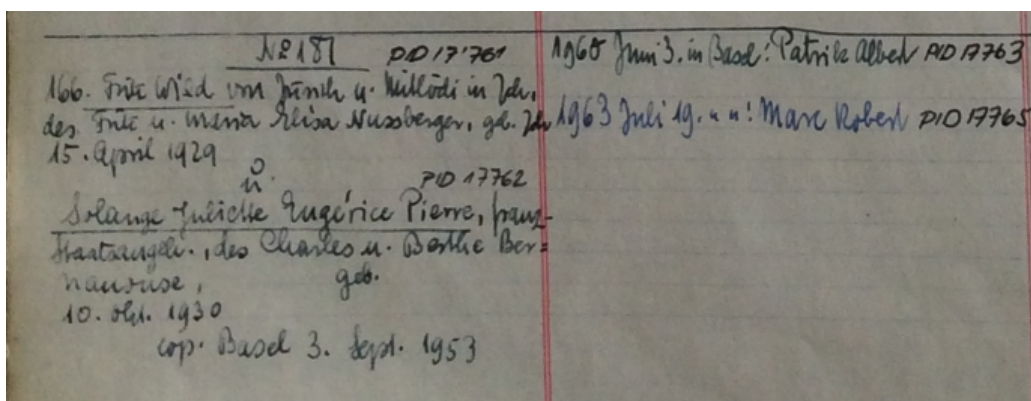 No 181 PID 17'761
166. Fritz Wild von Zürich u. Mitlödi in Zch.
des Fritz u. Maria Elisa Nussberger, geb. Zch
15. April 1929
u. PID 17762
Solange Juliette Eugérice Pierre, franz-
Staatsangeh., des Charles u. Berthe Ber=
nanose, geb.
10. Okt. 1930
cop. Basel 3. Sept. 1953
1960 Juni 3. in Basel: Patrik Albert PID 17763
1963 Juli 19. " ": Marc Robert PID 17765